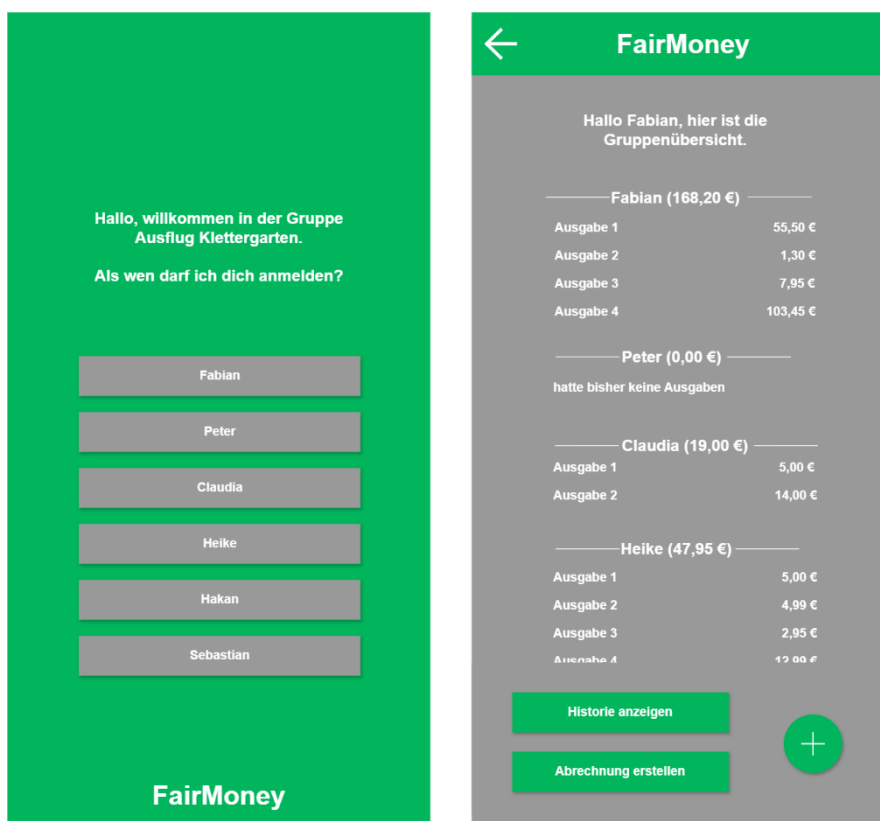 Hallo, willkommen in der Gruppe
Ausflug Klettergarten.
Als wen darf ich dich anmelden?
Fabian
Peter
Claudia
Heike
Hakan
Sebastian
FairMoney
FairMoney
Hallo Fabian, hier ist die
Gruppenübersicht.
Fabian (168,20 €)
Ausgabe 1 55,50 €
Ausgabe 2 1,30 €
Ausgabe 3 7,95 €
Ausgabe 4 103,45 €
Peter (0,00 €)
hatte bisher keine Ausgaben
Claudia (19,00 €)
Ausgabe 1 5,00 €
Ausgabe 2 14,00 €
Heike (47,95 €)
Ausgabe 1 5,00 €
Ausgabe 2 4,99 €
Ausgabe 3 2,95 €
Ausgabe 4 12,99 €
Historie anzeigen
Abrechnung erstellen